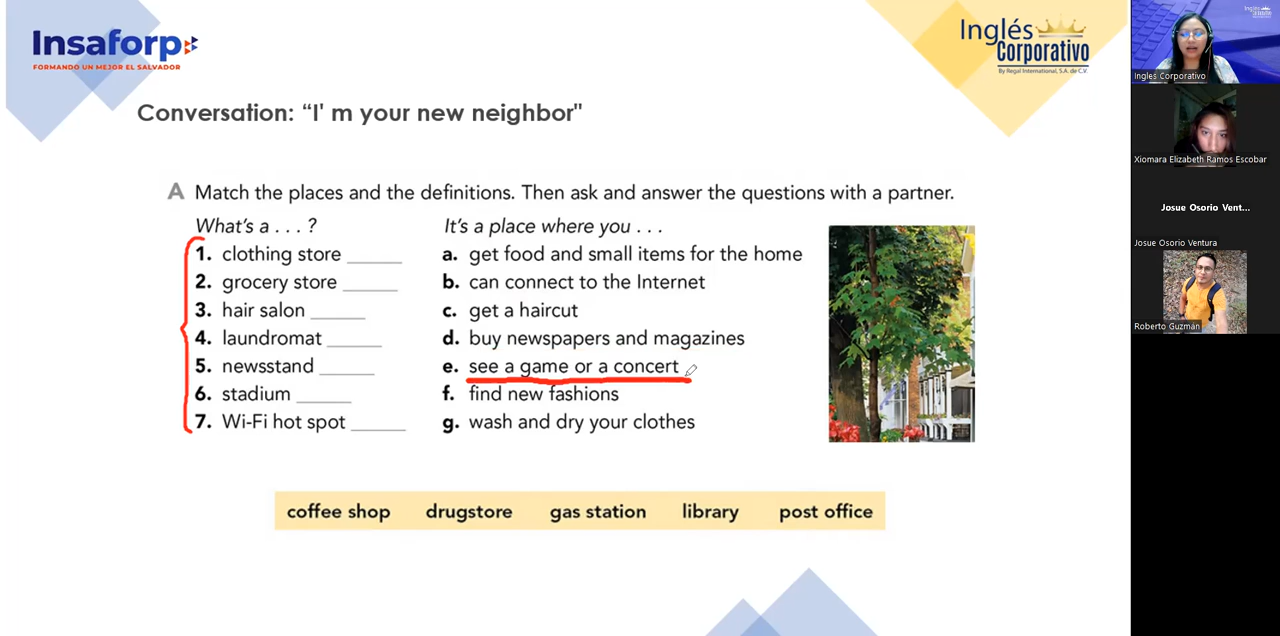 Insaforp
FORMANDO UN MEJOR EL SALVADOR
Inglés
Corporativo
By Regal International, S.A. de C.V.
Conversation: “I' m your new neighbor"
A Match the places and the definitions. Then ask and answer the questions with a partner.
What's a . . . ?
1. clothing store ______
2. grocery store ______
3. hair salon ______
4. laundromat ______
5. newsstand ______
6. stadium ______
7. Wi-Fi hot spot ______
It's a place where you . . .
a. get food and small items for the home
b. can connect to the Internet
c. get a haircut
d. buy newspapers and magazines
e. see a game or a concert
f. find new fashions
g. wash and dry your clothes
coffee shop drugstore gas station library post office
Ingles Corporativo
Xiomara Elizabeth Ramos Escobar
Josue Osorio Vent...
Josue Osorio Ventura
Roberto Guzmán